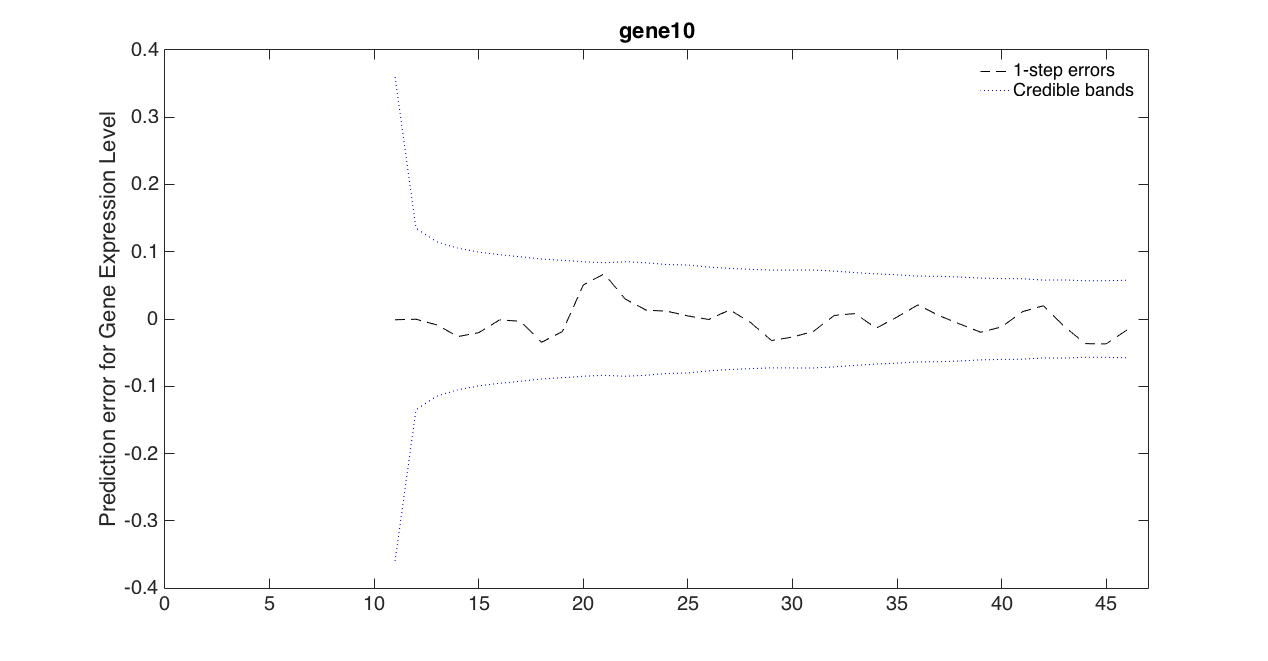 gene10
1-step errors
Credible bands
Prediction error for Gene Expression Level
0.4
0.3
0.2
0.1
0
-0.1
-0.2
-0.3
-0.4
0 5 10 15 20 25 30 35 40 45